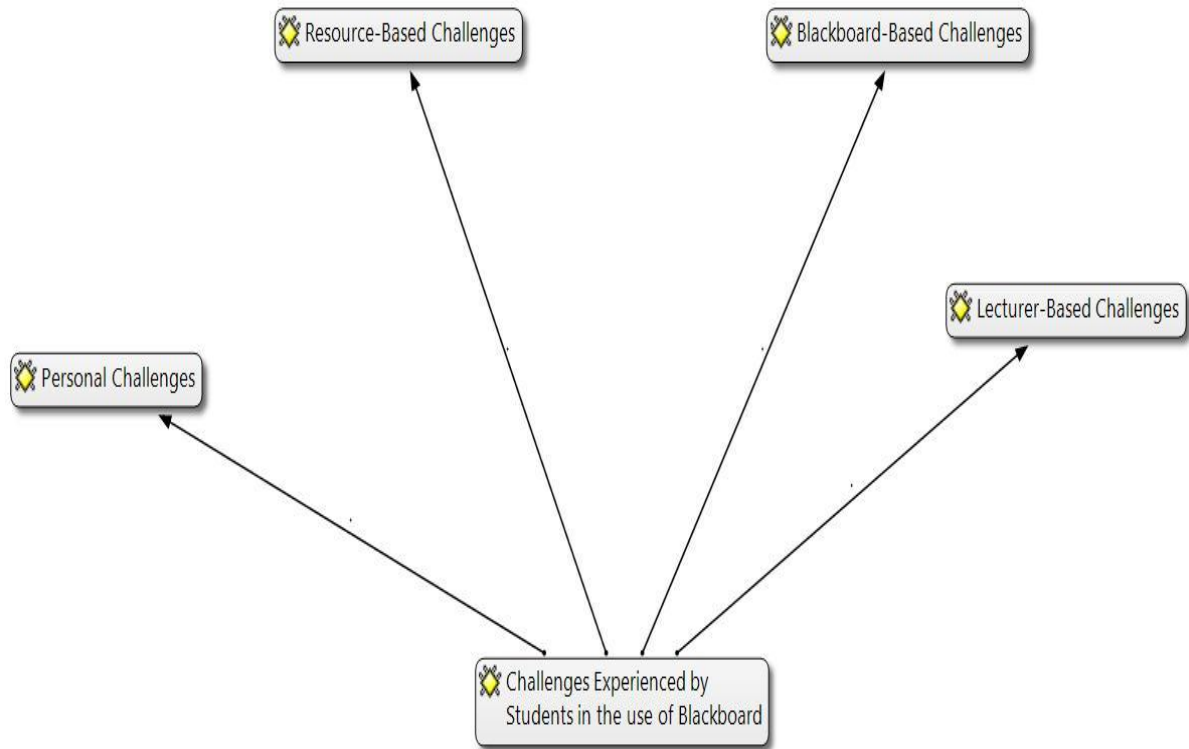 Resource-Based Challenges
Blackboard-Based Challenges
Lecturer-Based Challenges
Personal Challenges
Challenges Experienced by
Students in the use of Blackboard